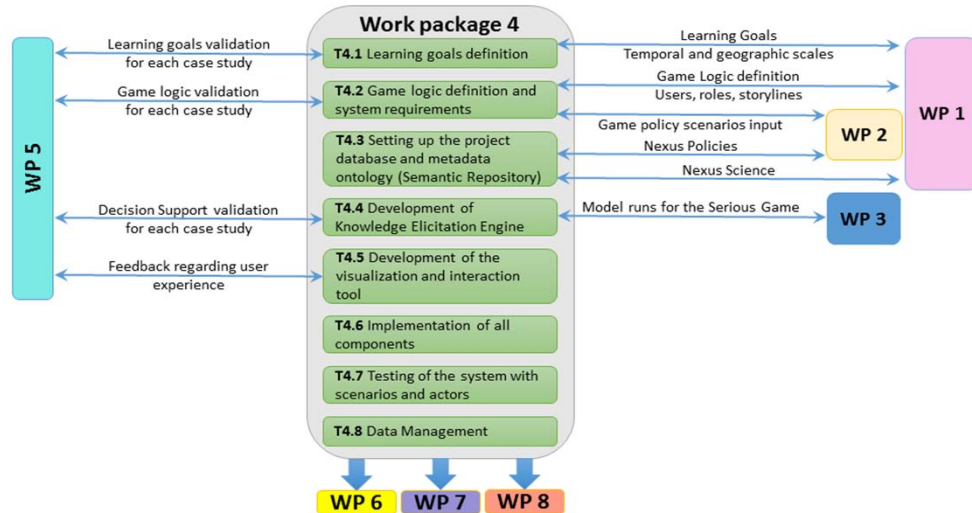 Work package 4
Learning goals validation
for each case study
T4.1 Learning goals definition
Learning Goals
Temporal and geographic scales
Game logic validation
for each case study
T4.2 Game logic definition and
system requirements
Game Logic definition
Users, roles, storylines
Game policy scenarios input
T4.3 Setting up the project
database and metadata
ontology (Semantic Repository)
Nexus Policies
Nexus Science
WP 5
WP 2
WP 1
Decision Support validation
for each case study
T4.4 Development of
Knowledge Elicitation Engine
Model runs for the Serious Game
WP 3
Feedback regarding user
experience
T4.5 Development of the
visualization and interaction
tool
T4.6 Implementation of all
components
T4.7 Testing of the system with
scenarios and actors
T4.8 Data Management
WP 6
WP 7
WP 8